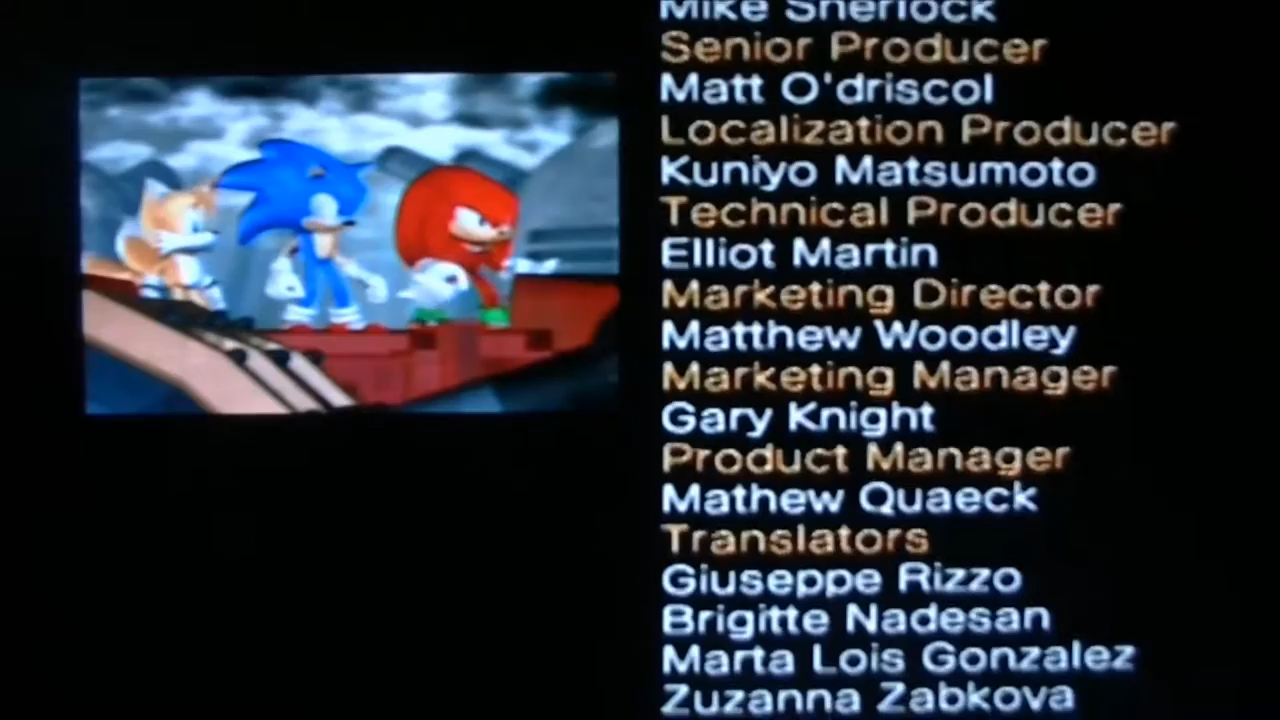 Mike Sherlock
Senior Producer
Matt O'driscol
Localization Producer
Kuniyo Matsumoto
Technical Producer
Elliot Martin
Marketing Director
Matthew Woodley
Marketing Manager
Gary Knight
Product Manager
Mathew Quaeck
Translators
Giuseppe Rizzo
Brigitte Nadesan
Marta Lois Gonzalez
Zuzanna Zabkova